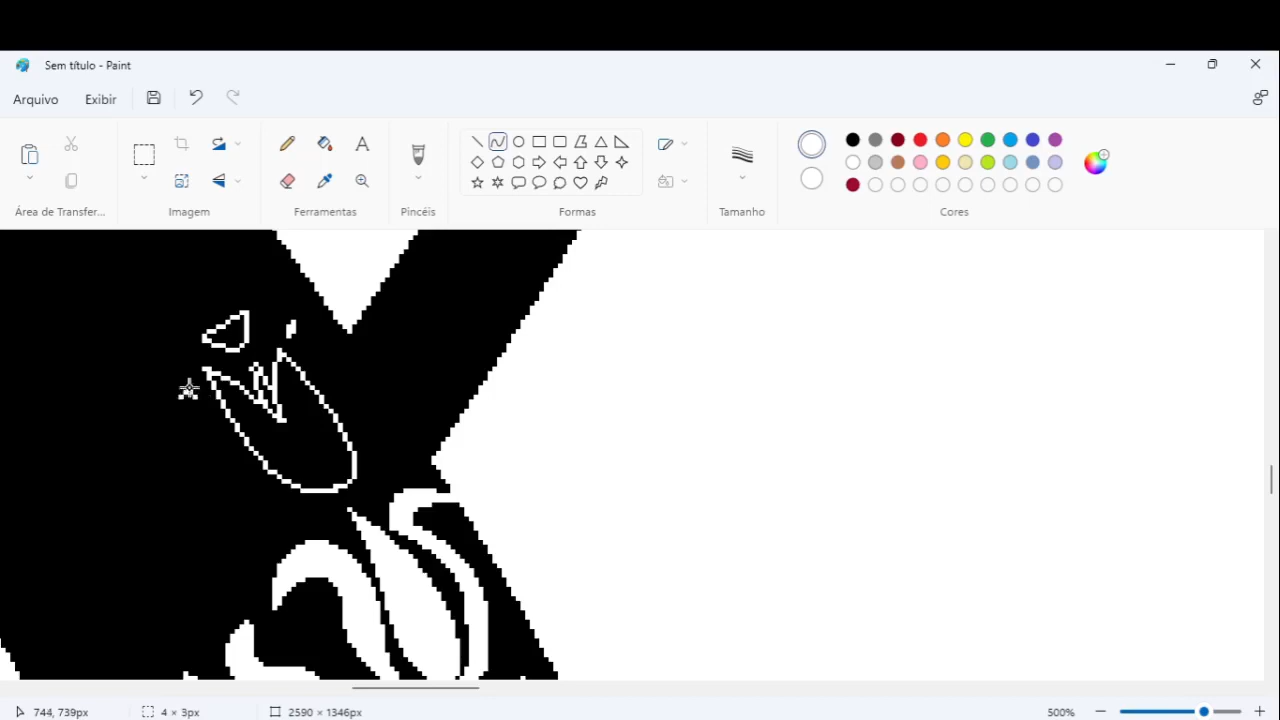 Sem título - Paint
Arquivo Exibir
Área de Transfer... Imagem Ferramentas Pincéis Formas Tamanho Cores
744, 739px 4 × 3px 2590 × 1346px 500%